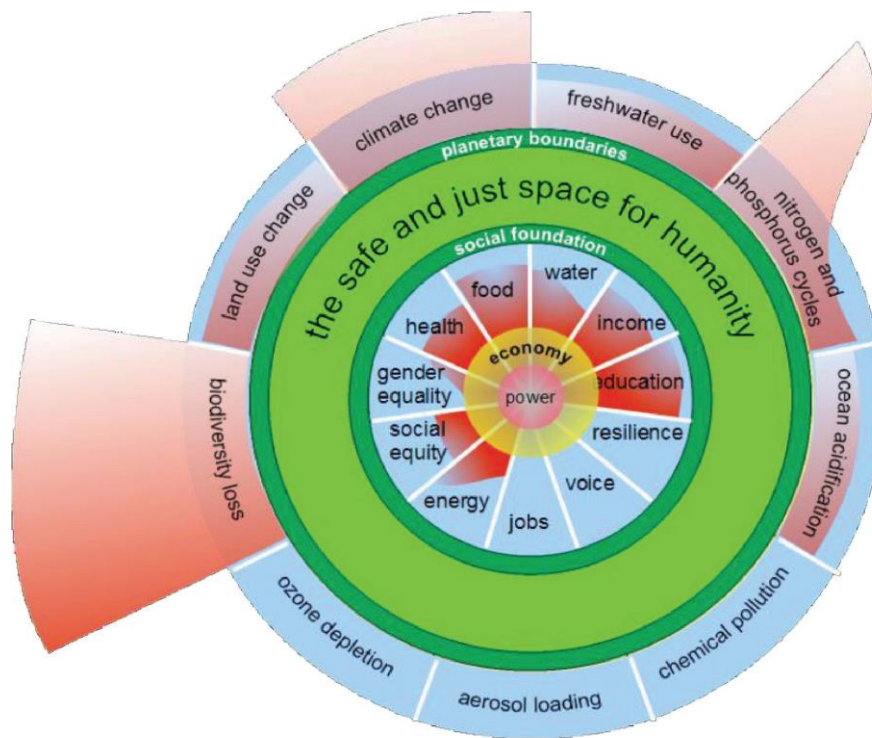 climate change
freshwater use
nitrogen and
phosphorus cycles
ocean acidification
chemical pollution
aerosol loading
ozone depletion
biodiversity loss
land use change
planetary boundaries
the safe and just space for humanity
social foundation
water
income
education
resilience
voice
jobs
energy
social
equity
gender
equality
health
food
economy
power